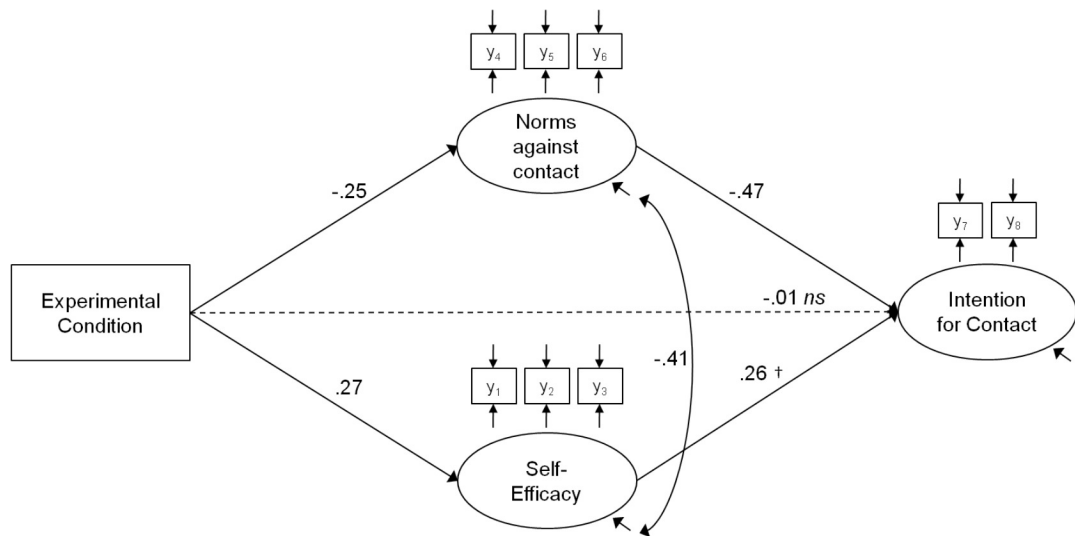 y₄ y₅ y₆
Norms
against
contact
-.25
-.47
y₇ y₈
Experimental
Condition
-.01 ns
Intention
for Contact
-.41
.27
.26 †
y₁ y₂ y₃
Self-
Efficacy